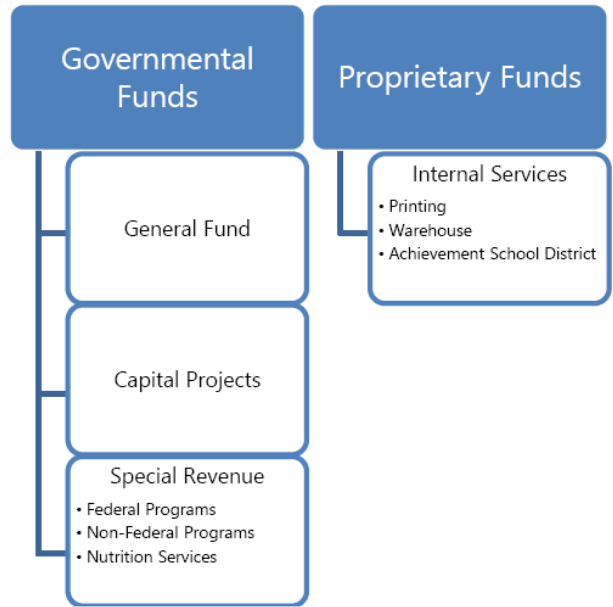 Governmental
Funds
General Fund
Capital Projects
Special Revenue
• Federal Programs
• Non-Federal Programs
• Nutrition Services
Proprietary Funds
Internal Services
• Printing
• Warehouse
• Achievement School District